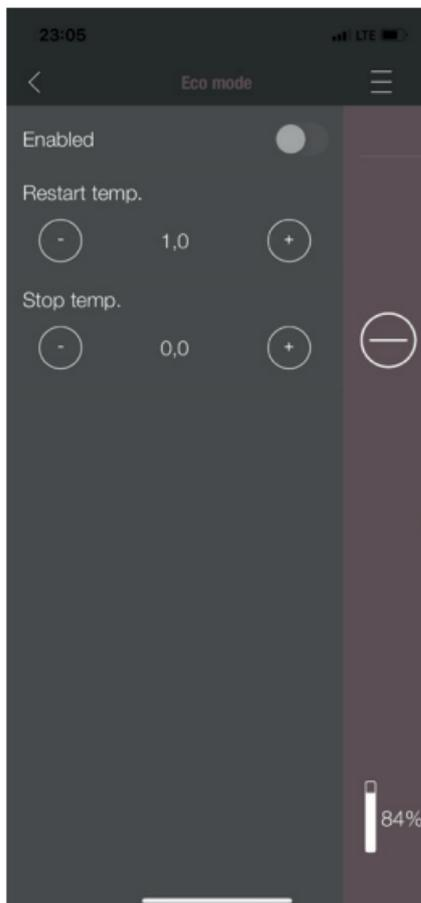 23:05 LTE
Eco mode
Enabled
Restart temp.
- 1,0 +
Stop temp.
- 0,0 +
84%